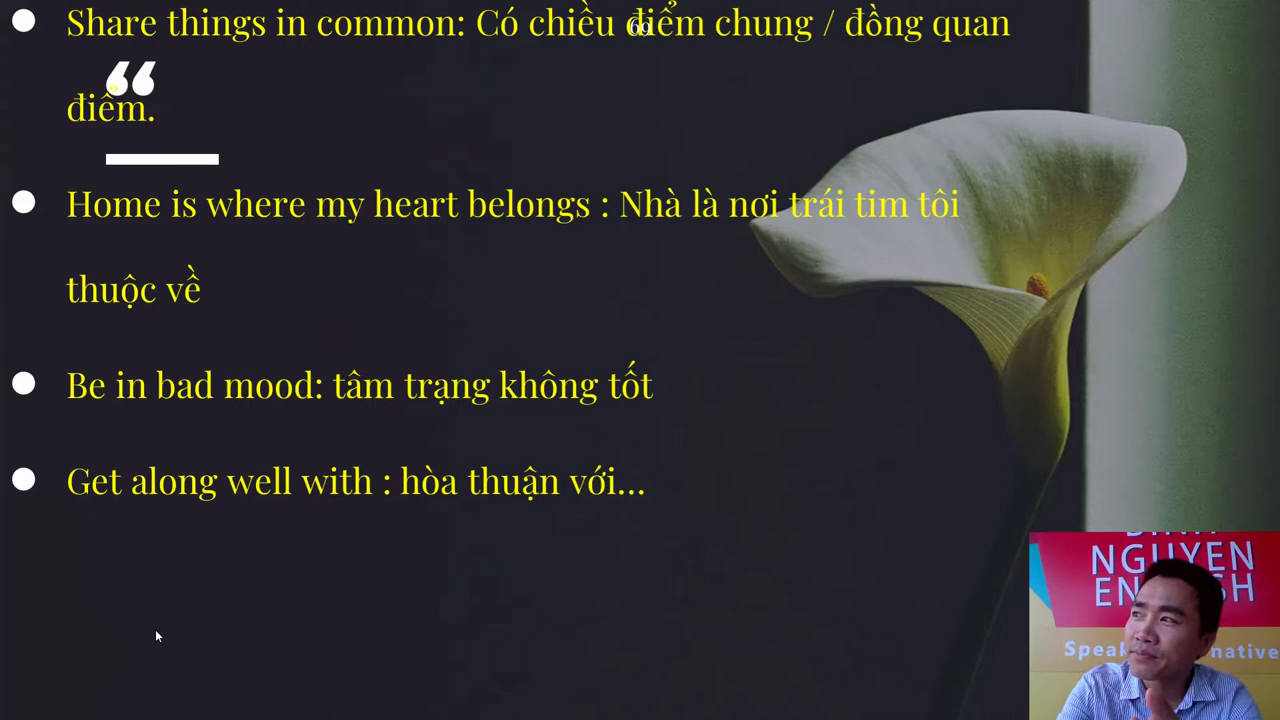 69
Share things in common: Có chiều điểm chung / đồng quan
“
điểm.
Home is where my heart belongs : Nhà là nơi trái tim tôi
thuộc về
Be in bad mood: tâm trạng không tốt
Get along well with : hòa thuận với...
NGUYEN